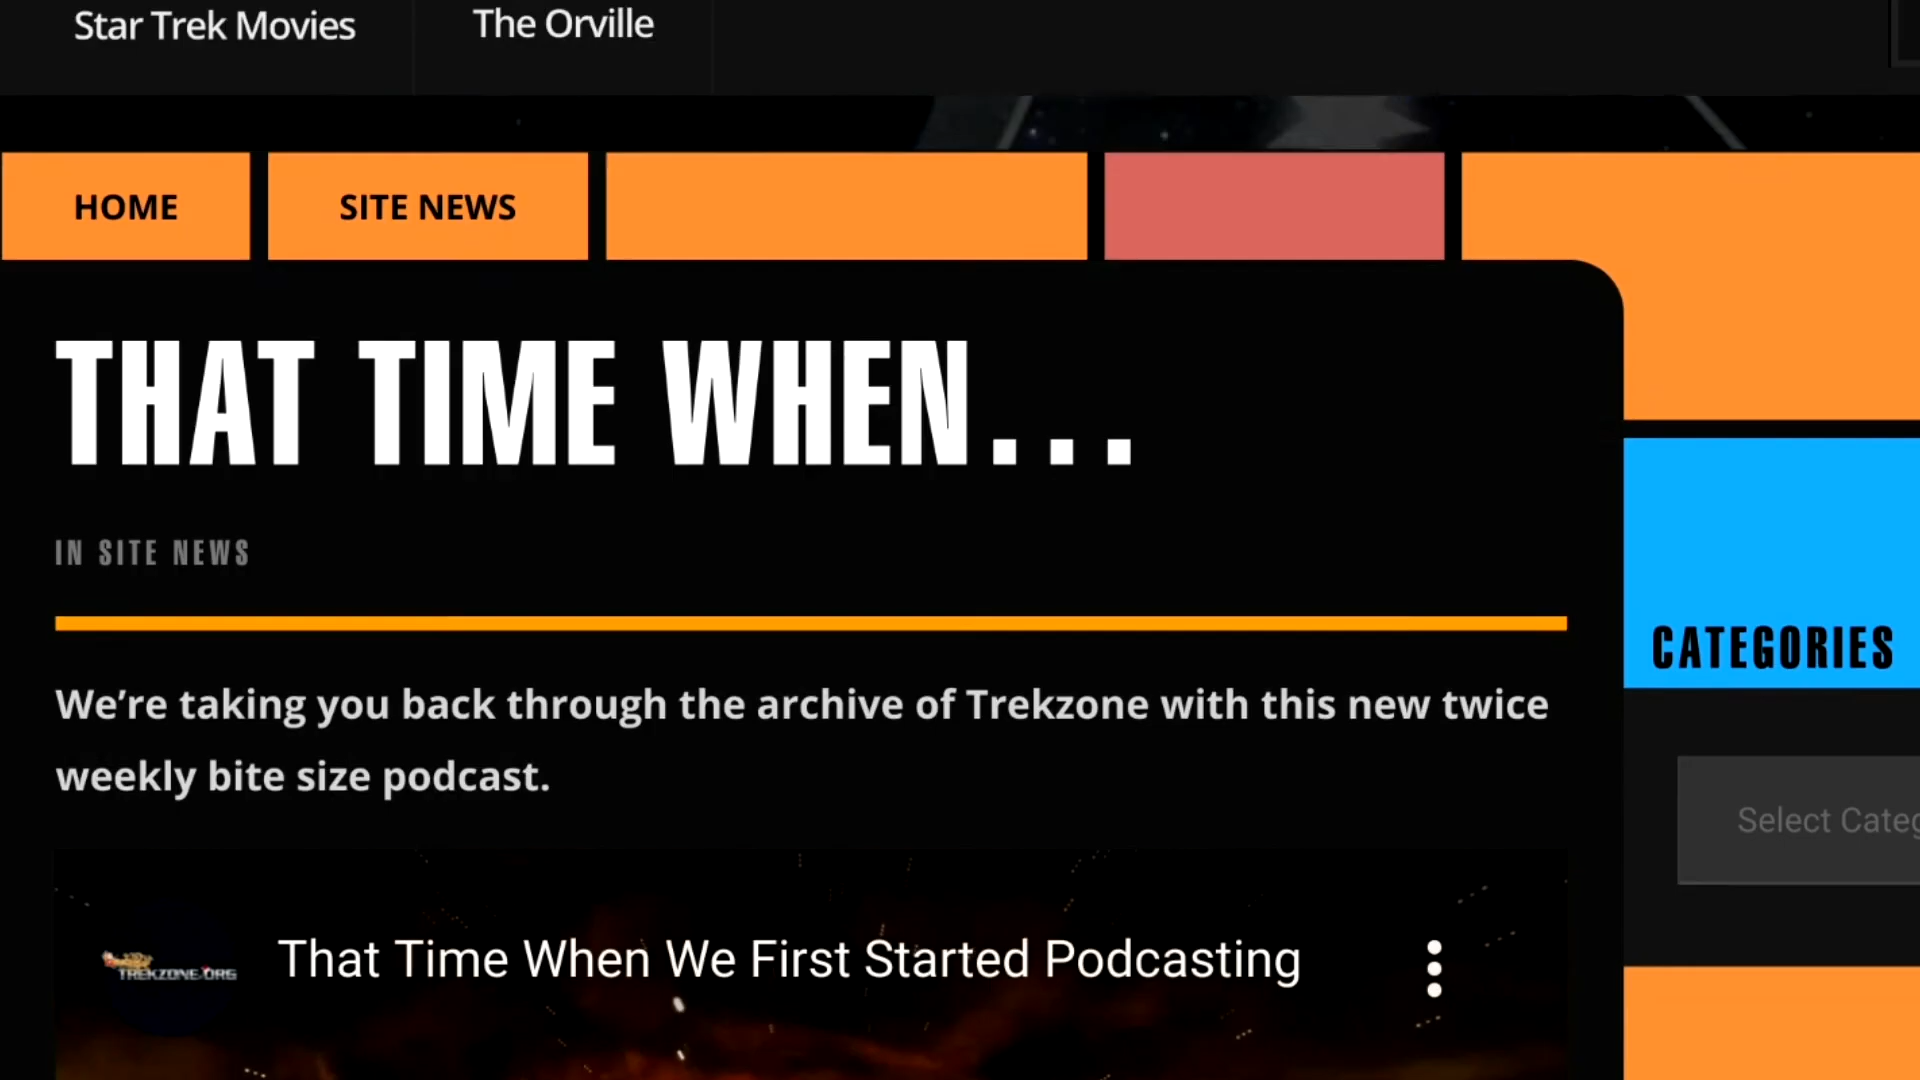 Star Trek Movies
The Orville
HOME
SITE NEWS
THAT TIME WHEN...
IN SITE NEWS
CATEGORIES
We’re taking you back through the archive of Trekzone with this new twice
weekly bite size podcast.
Select Categ
TREKZONE.ORG
That Time When We First Started Podcasting